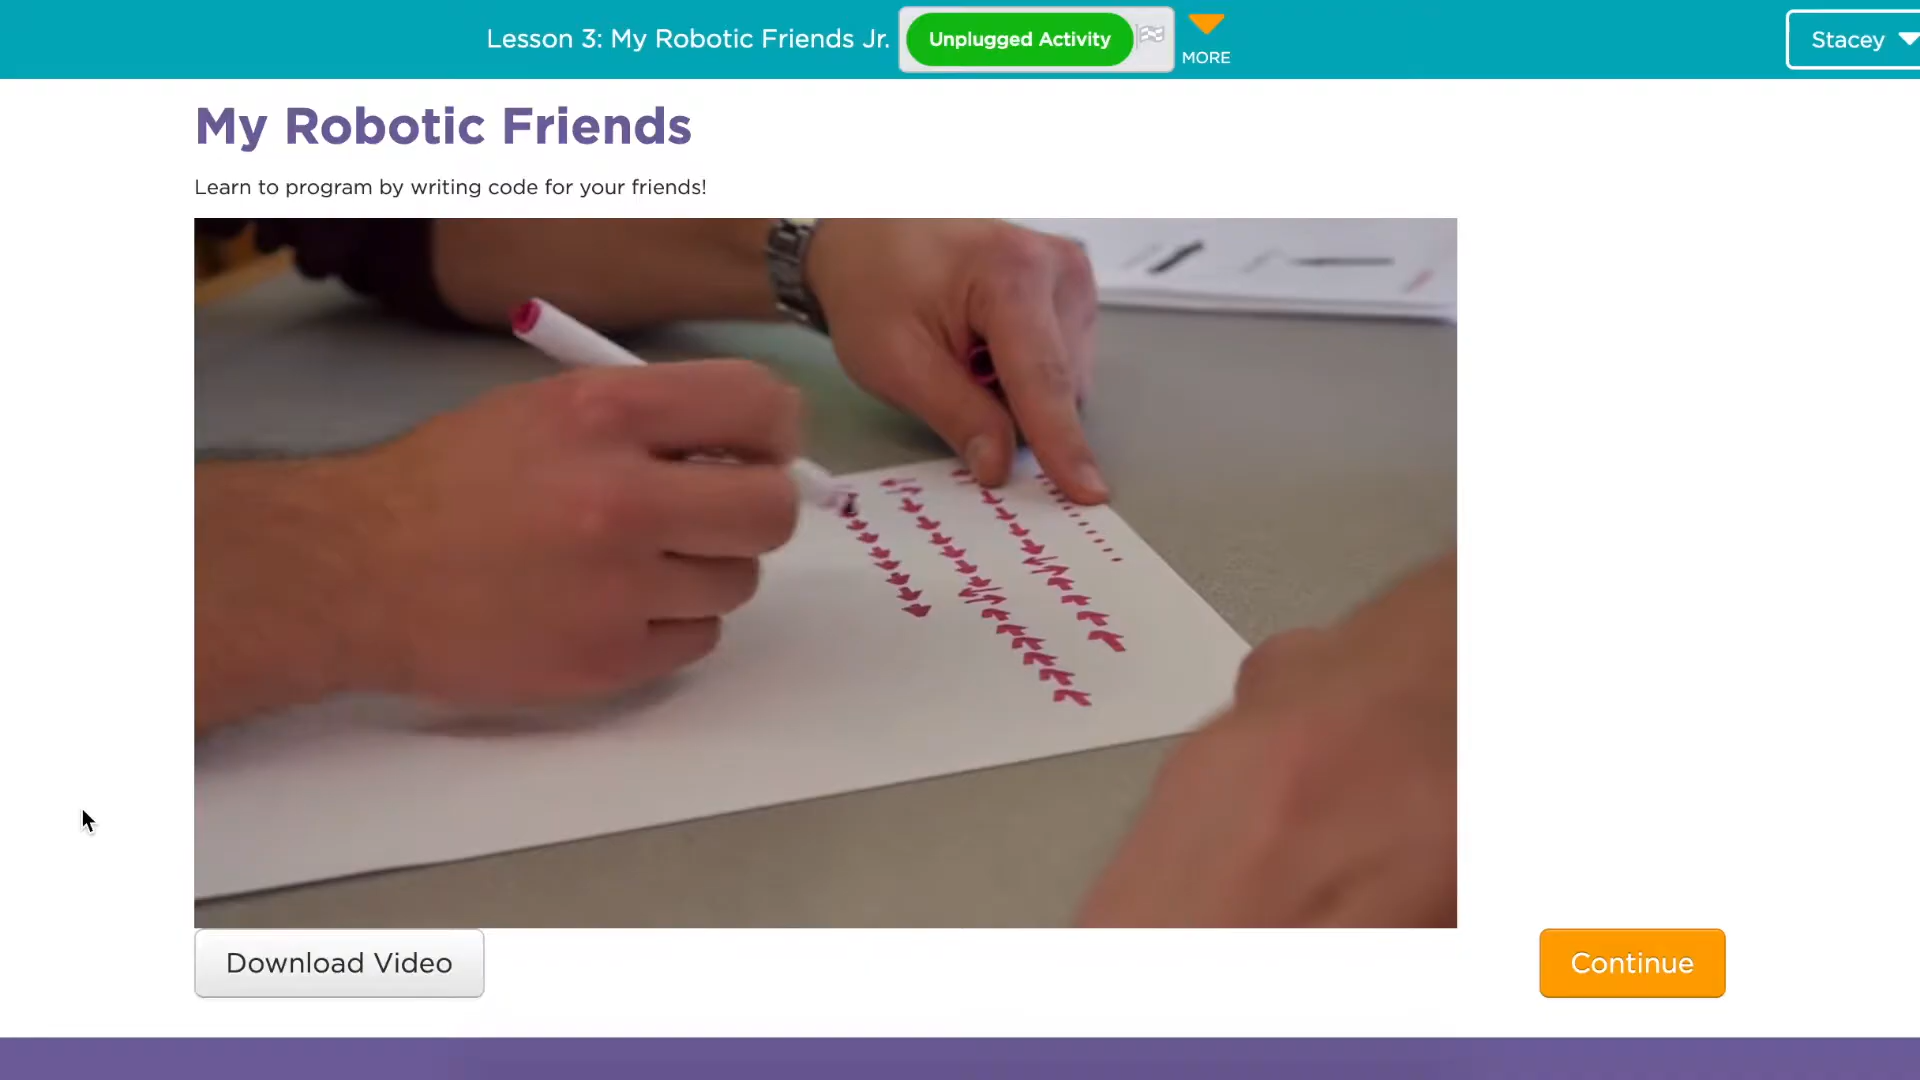 Lesson 3: My Robotic Friends Jr.
Unplugged Activity
MORE
Stacey
My Robotic Friends
Learn to program by writing code for your friends!
Download Video
Continue